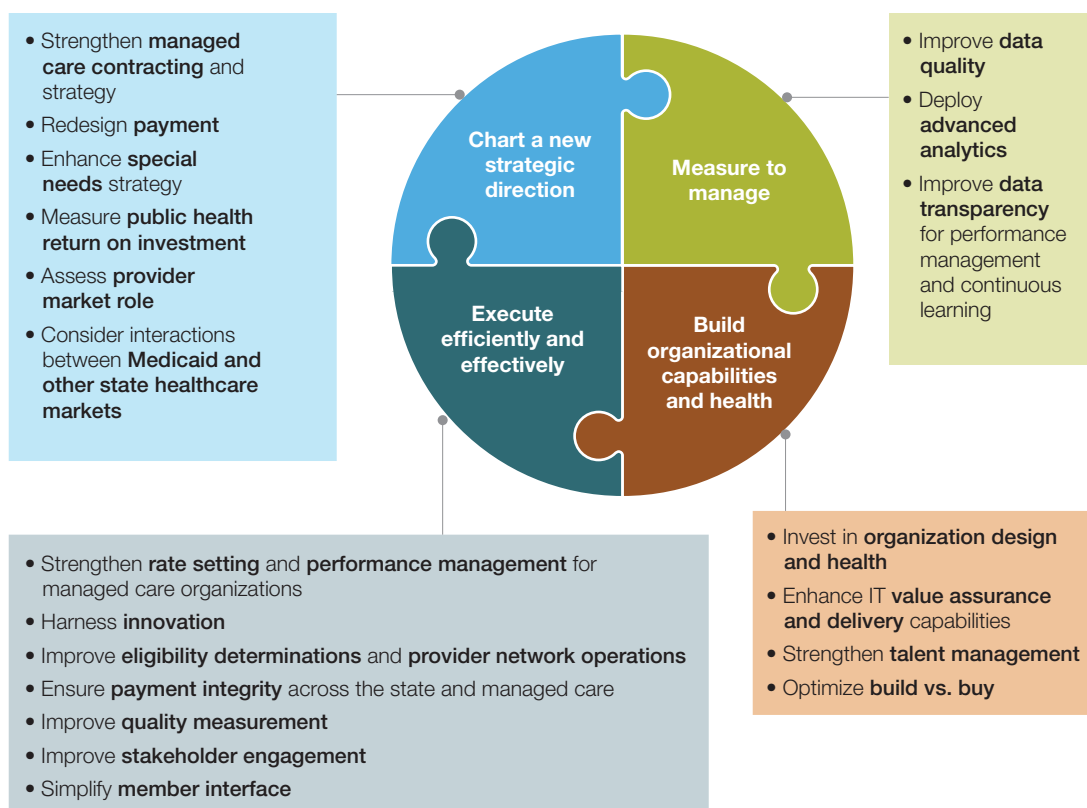 • Strengthen managed
care contracting and
strategy
• Redesign payment
• Enhance special
needs strategy
• Measure public health
return on investment
• Assess provider
market role
• Consider interactions
between Medicaid and
other state healthcare
markets
Chart a new
strategic
direction
Measure to
manage
• Improve data
quality
• Deploy
advanced
analytics
• Improve data
transparency
for performance
management
and continuous
learning
Execute
efficiently and
effectively
Build
organizational
capabilities
and health
• Strengthen rate setting and performance management for
managed care organizations
• Harness innovation
• Improve eligibility determinations and provider network operations
• Ensure payment integrity across the state and managed care
• Improve quality measurement
• Improve stakeholder engagement
• Simplify member interface
• Invest in organization design
and health
• Enhance IT value assurance
and delivery capabilities
• Strengthen talent management
• Optimize build vs. buy